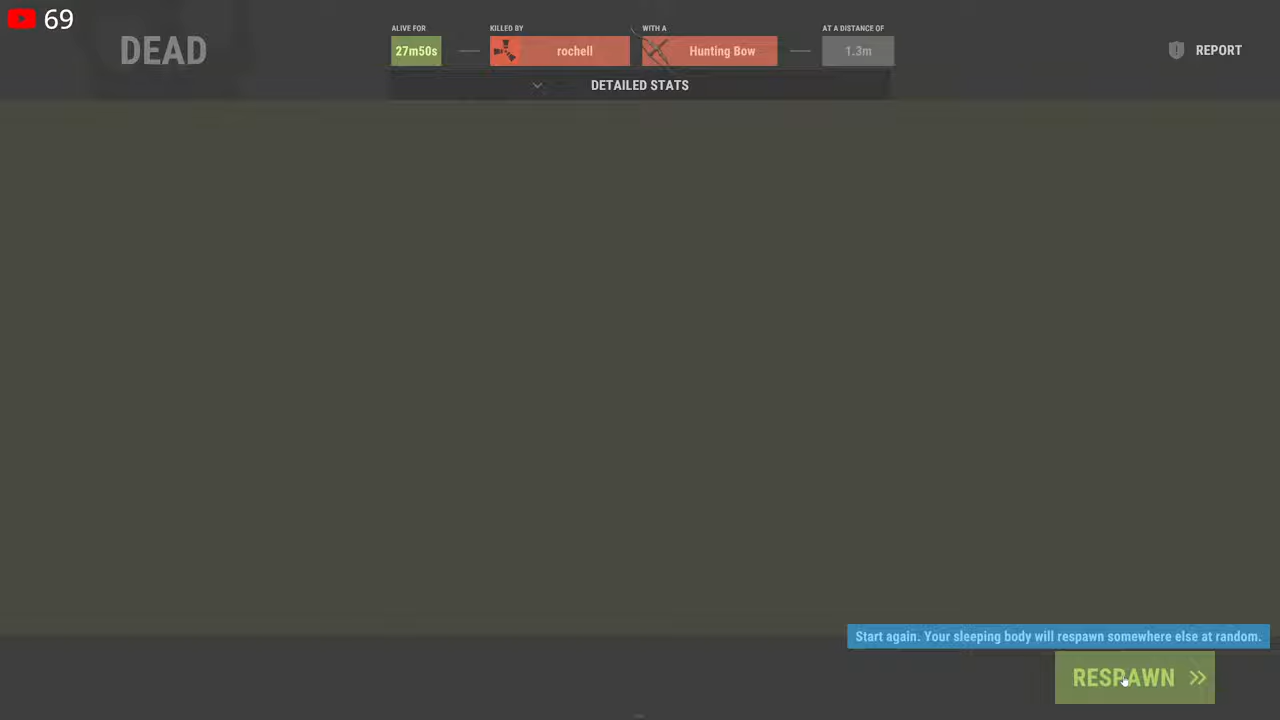 69
DEAD
ALIVE FOR
27m50s
KILLED BY
rochell
WITH A
Hunting Bow
AT A DISTANCE OF
1.3m
REPORT
DETAILED STATS
Start again. Your sleeping body will respawn somewhere else at random.
RESPAWN